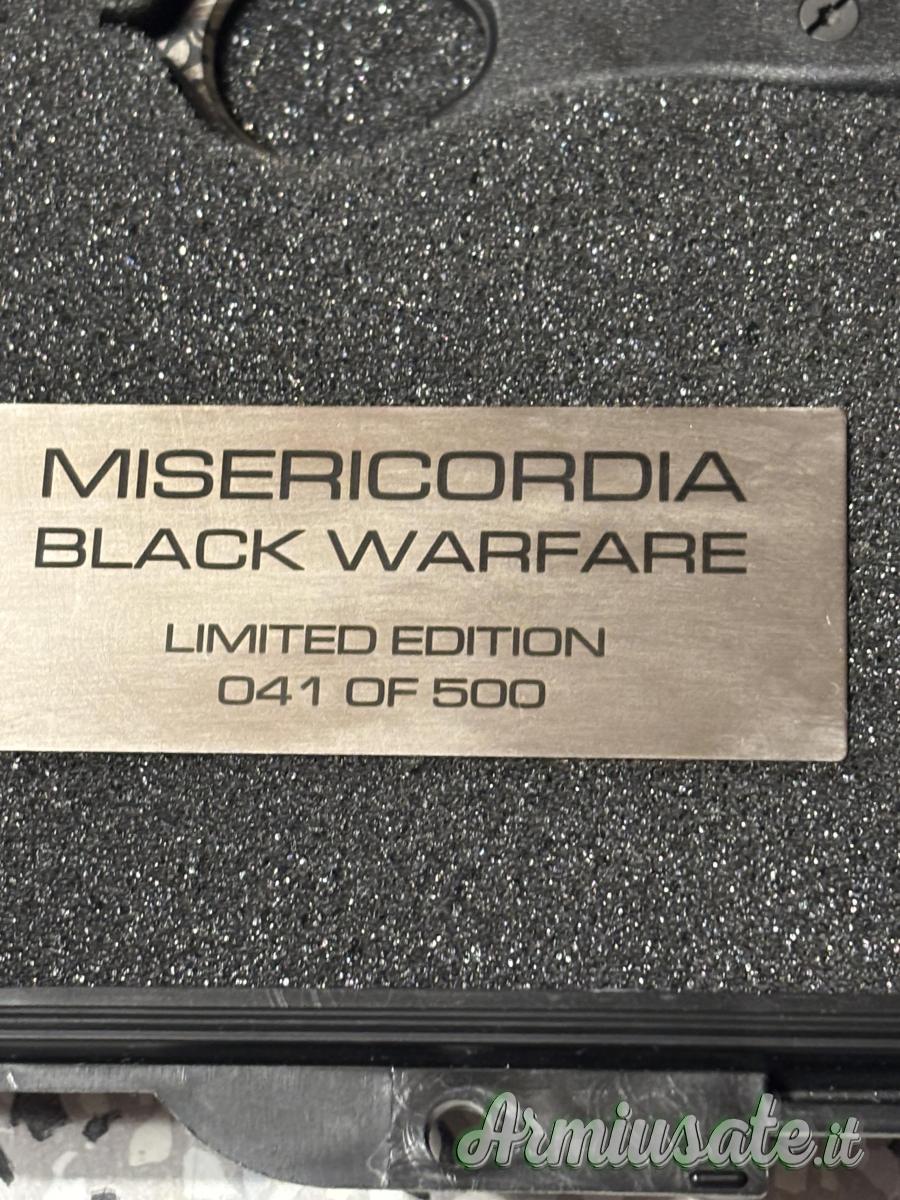 MISERICORDIA
BLACK WARFARE
LIMITED EDITION
041 OF 500
Armiusate.it